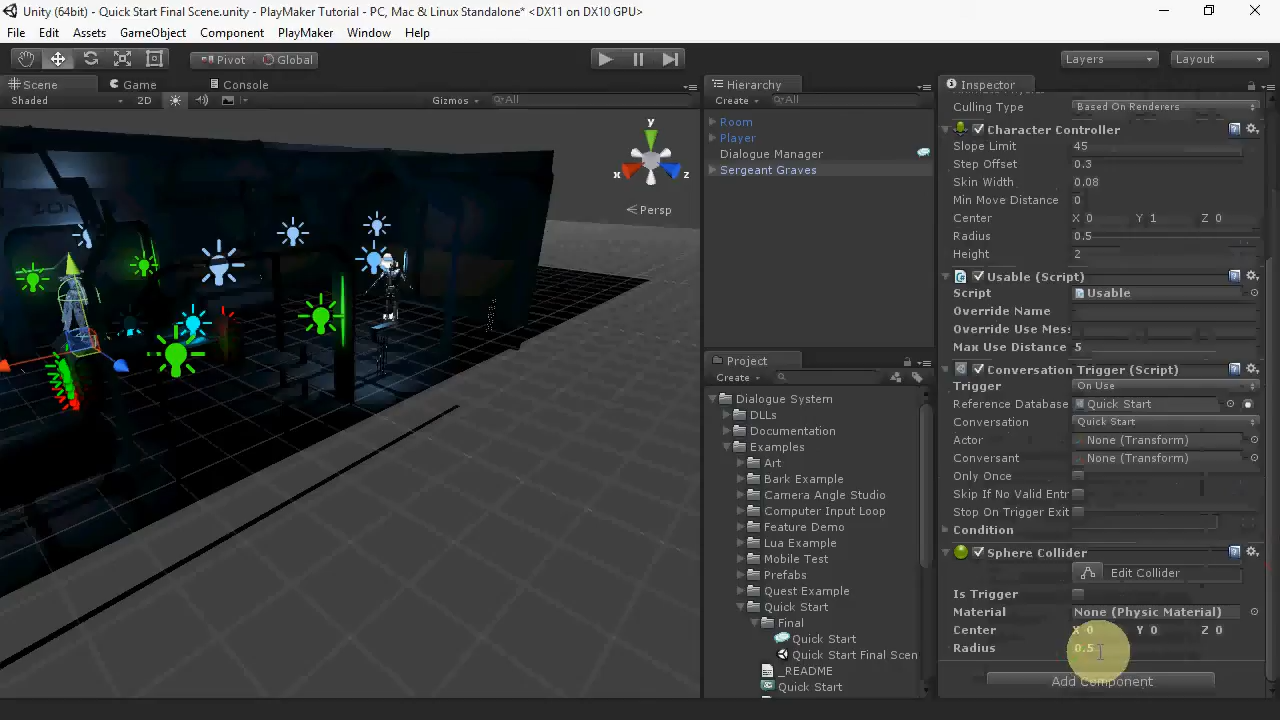 Unity (64bit) - Quick Start Final Scene.unity - PlayMaker Tutorial - PC, Mac & Linux Standalone* <DX11 on DX10 GPU>
File Edit Assets GameObject Component PlayMaker Window Help
Pivot Global Layers Layout
Scene Game Console
Shaded 2D Gizmos All
y
x z
Persp
Hierarchy
Create All
Room
Player
Dialogue Manager
Sergeant Graves
Project
Create
Dialogue System
DLLs
Documentation
Examples
Art
Bark Example
Camera Angle Studio
Computer Input Loop
Feature Demo
Lua Example
Mobile Test
Prefabs
Quest Example
Quick Start
Final
Quick Start
Quick Start Final Scen
_README
Quick Start
Inspector
Culling Type Based On Renderers
Character Controller
Slope Limit 45
Step Offset 0.3
Skin Width 0.08
Min Move Distance 0
Center X 0 Y 1 Z 0
Radius 0.5
Height 2
Usable (Script)
Script Usable
Override Name
Override Use Mess
Max Use Distance 5
Conversation Trigger (Script)
Trigger On Use
Reference Database Quick Start
Conversation Quick Start
Actor None (Transform)
Conversant None (Transform)
Only Once
Skip If No Valid Entr
Stop On Trigger Exit
Condition
Sphere Collider
Edit Collider
Is Trigger
Material None (Physic Material)
Center X 0 Y 0 Z 0
Radius 0.5
Add Component